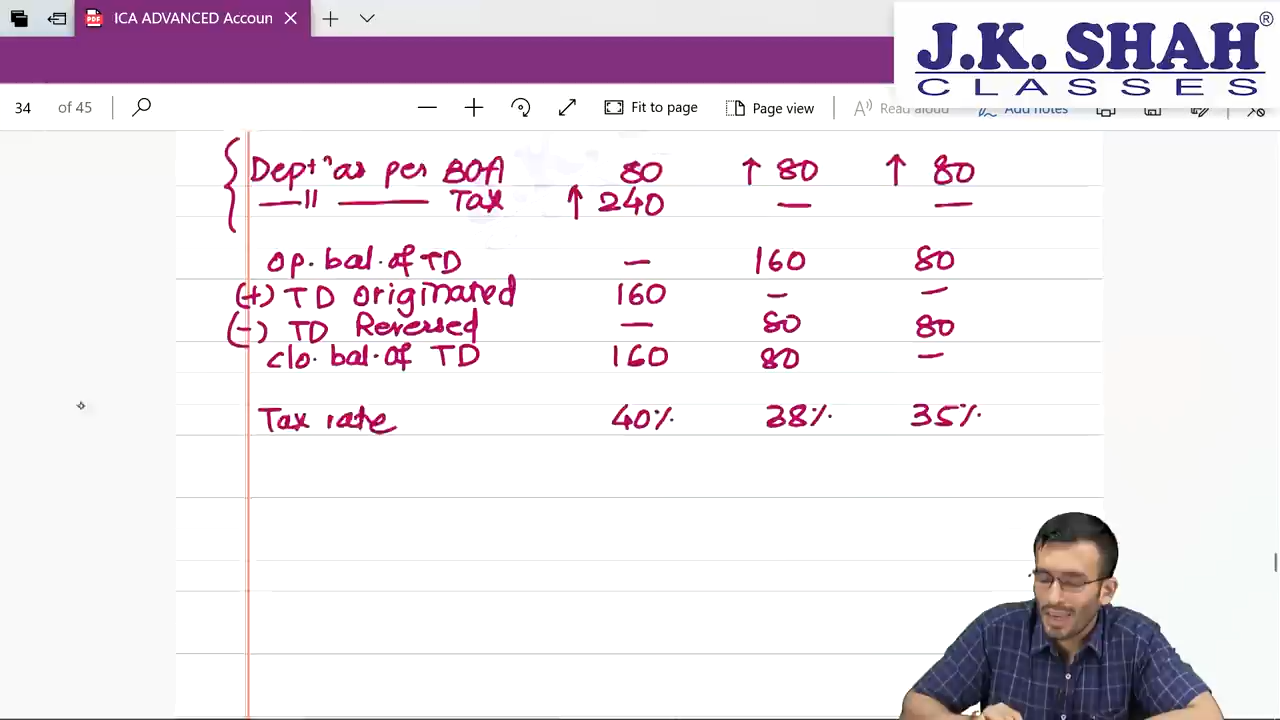 ICA ADVANCED Accoun
J.K. SHAH®
CLASSES
34 of 45
Fit to page
Page view
Read aloud
Add notes
Deptⁿ as per BOA 80 ↑ 80 ↑ 80
—〃 —— Tax ↑ 240 — —
op. bal. of TD — 160 80
(+) TD originated 160 — —
(-) TD Reversed — 80 80
clo. bal. of TD 160 80 —
Tax rate 40% 38% 35%